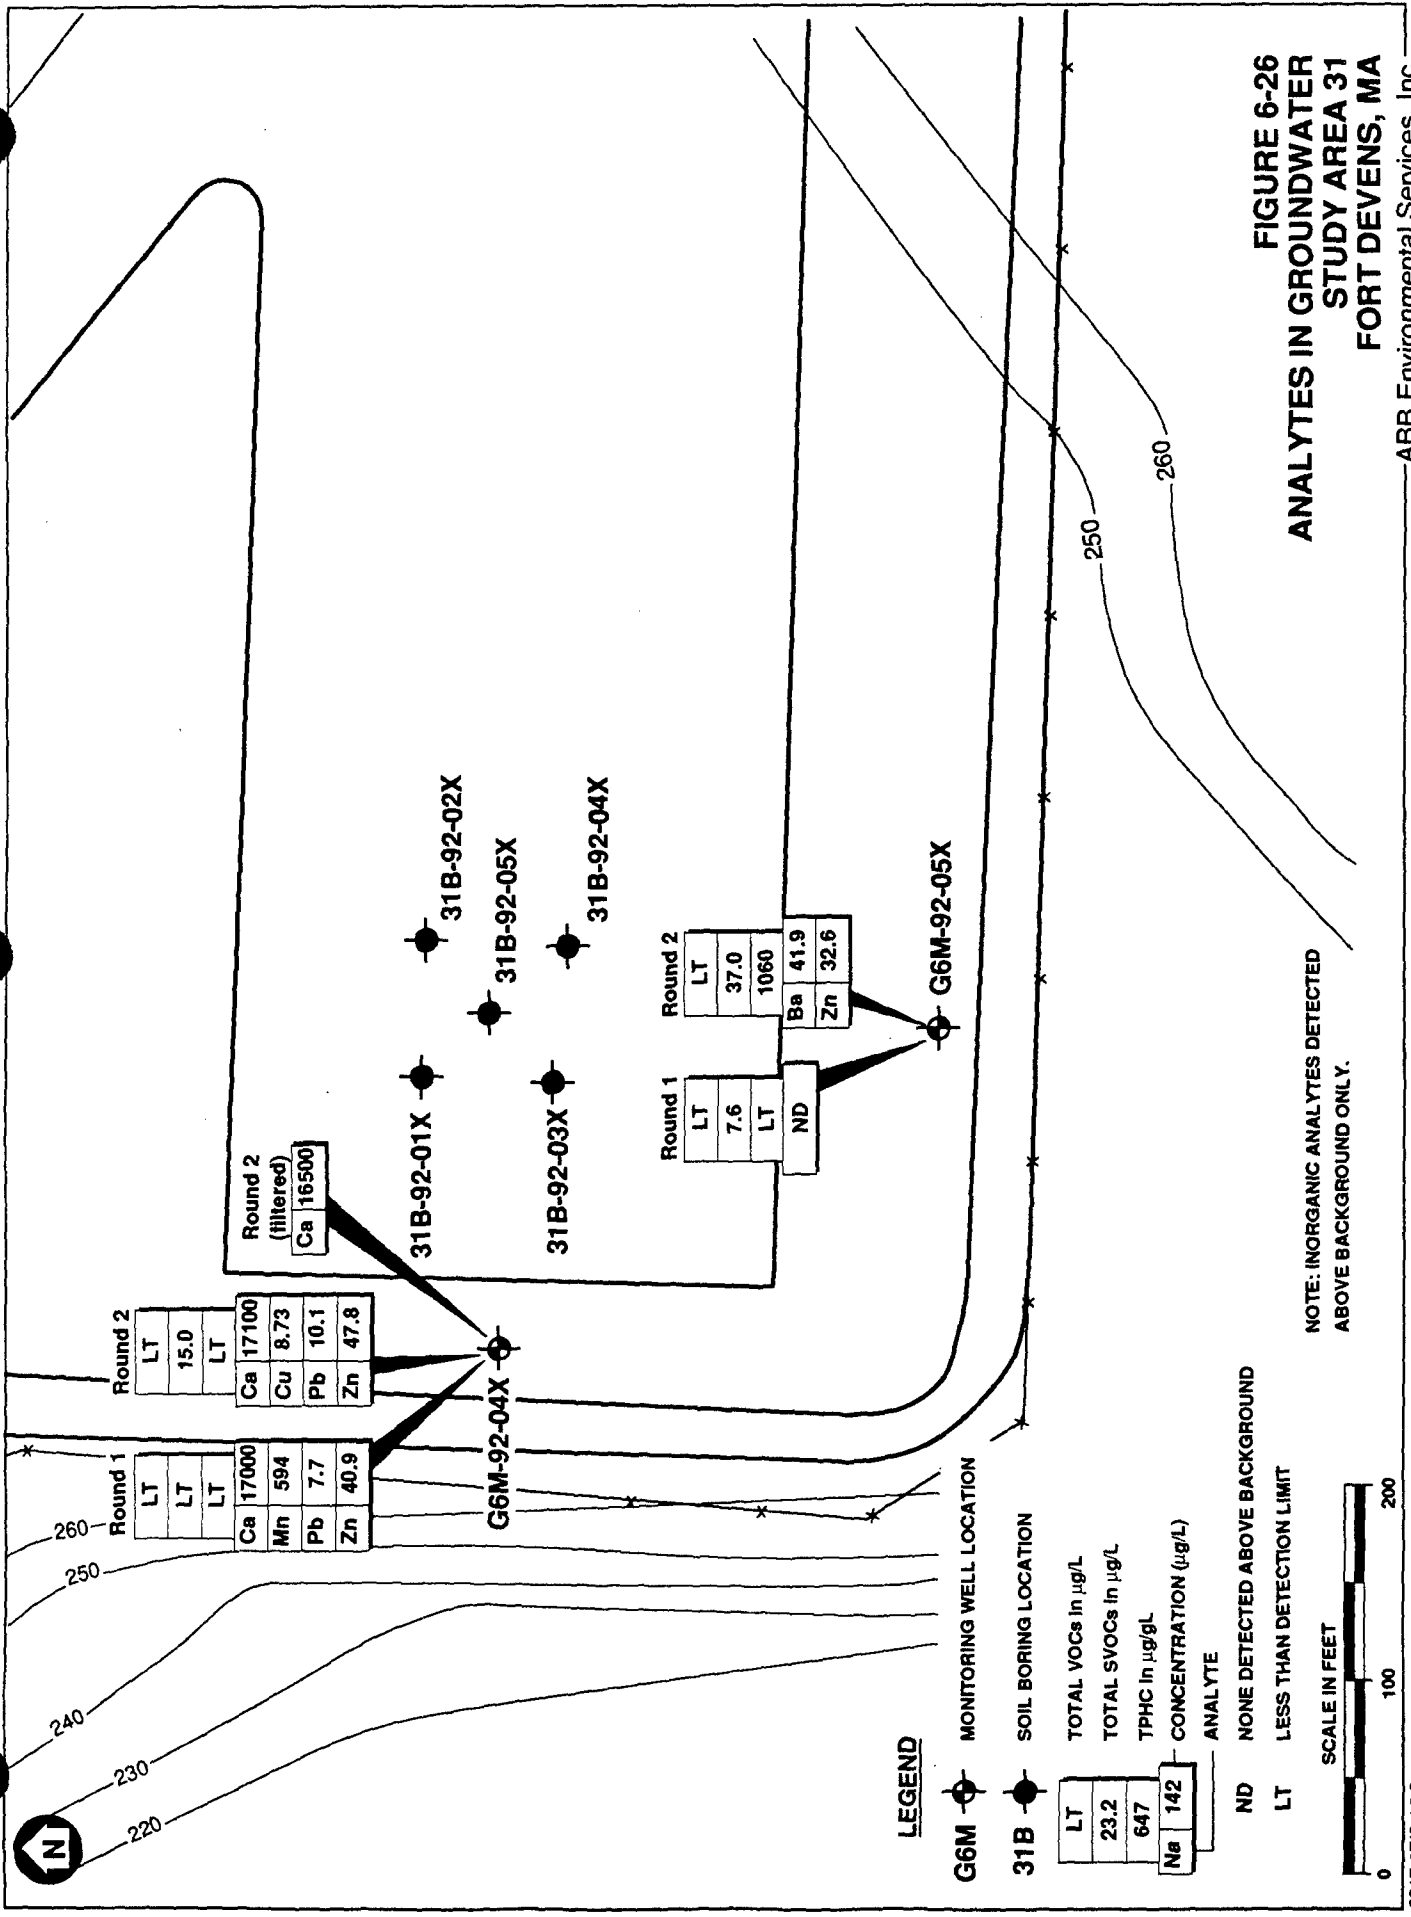 N
260
250
240
230
220
Round 1
LT
LT
LT
Ca 17000
Mn 594
Pb 7.7
Zn 40.9
Round 2
LT
15.0
LT
Ca 17100
Cu 8.73
Pb 10.1
Zn 47.8
Round 2
(filtered)
Ca 16500
G6M-92-04X
31B-92-01X
31B-92-02X
31B-92-05X
31B-92-03X
31B-92-04X
Round 1
LT
7.6
LT
ND
Round 2
LT
37.0
1060
Ba 41.9
Zn 32.6
G6M-92-05X
250
260
LEGEND
G6M MONITORING WELL LOCATION
31B SOIL BORING LOCATION
LT TOTAL VOCs in µg/L
23.2 TOTAL SVOCs in µg/L
647 TPHC in µg/gL
Na 142 CONCENTRATION (µg/L)
ANALYTE
ND NONE DETECTED ABOVE BACKGROUND
LT LESS THAN DETECTION LIMIT
SCALE IN FEET
0 100 200
NOTE: INORGANIC ANALYTES DETECTED
ABOVE BACKGROUND ONLY.
FIGURE 6-26
ANALYTES IN GROUNDWATER
STUDY AREA 31
FORT DEVENS, MA
ABB Environmental Services, Inc.